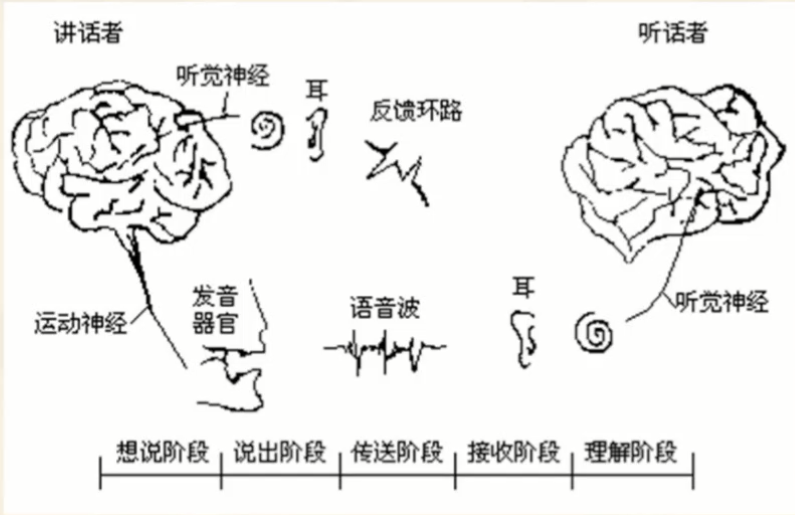 讲话者
听话者
听觉神经
耳
反馈环路
运动神经
发音
器官
语音波
耳
听觉神经
想说阶段
说出阶段
传送阶段
接收阶段
理解阶段